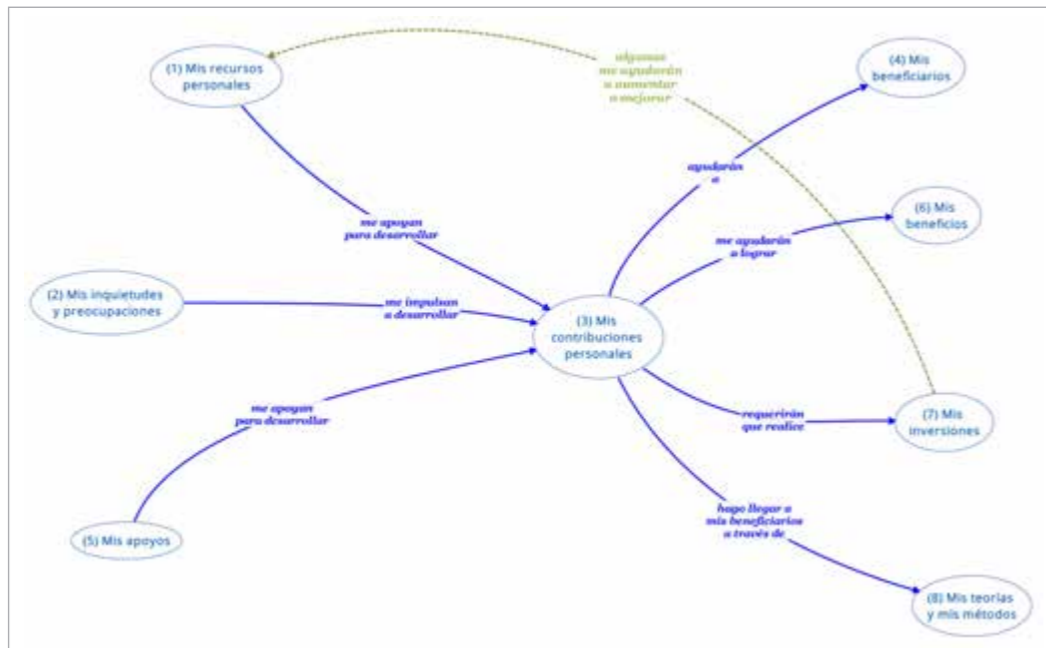 (1) Mis recursos
personales
algunas
me ayudarán
a aumentar
o mejorar
(4) Mis
beneficiarios
ayudarán
a
me apoyan
para desarrollar
(6) Mis
beneficios
me ayudarán
a lograr
(2) Mis inquietudes
y preocupaciones
me impulsan
a desarrollar
(3) Mis
contribuciones
personales
me apoyan
para desarrollar
requerirán
que realice
(7) Mis
inversiones
hago llegar a
mis beneficiarios
a través de
(5) Mis apoyos
(8) Mis teorías
y mis métodos